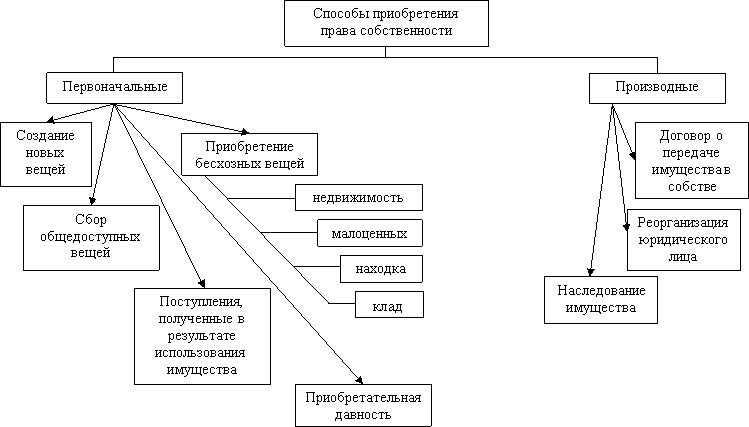 Способы приобретения
права собственности
Первоначальные
Производные
Создание
новых
вещей
Приобретение
бесхозных вещей
Договор о
передаче
имущества в
собстве
недвижимость
Сбор
общедоступных
вещей
малоценных
Реорганизация
юридического
лица
находка
Поступления,
полученные в
результате
использования
имущества
клад
Наследование
имущества
Приобретательная
давность